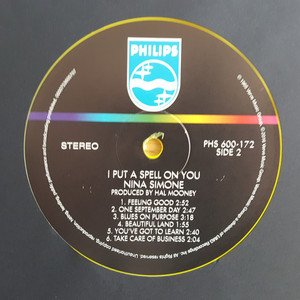 PHILIPS
STEREO
PHS 600-172
SIDE 2
I PUT A SPELL ON YOU
NINA SIMONE
PRODUCED BY HAL MOONEY
1. FEELING GOOD 2:52
2. ONE SEPTEMBER DAY 2:47
3. BLUES ON PURPOSE 3:18
4. BEAUTIFUL LAND 1:55
5. YOU'VE GOT TO LEARN 2:40
6. TAKE CARE OF BUSINESS 2:04